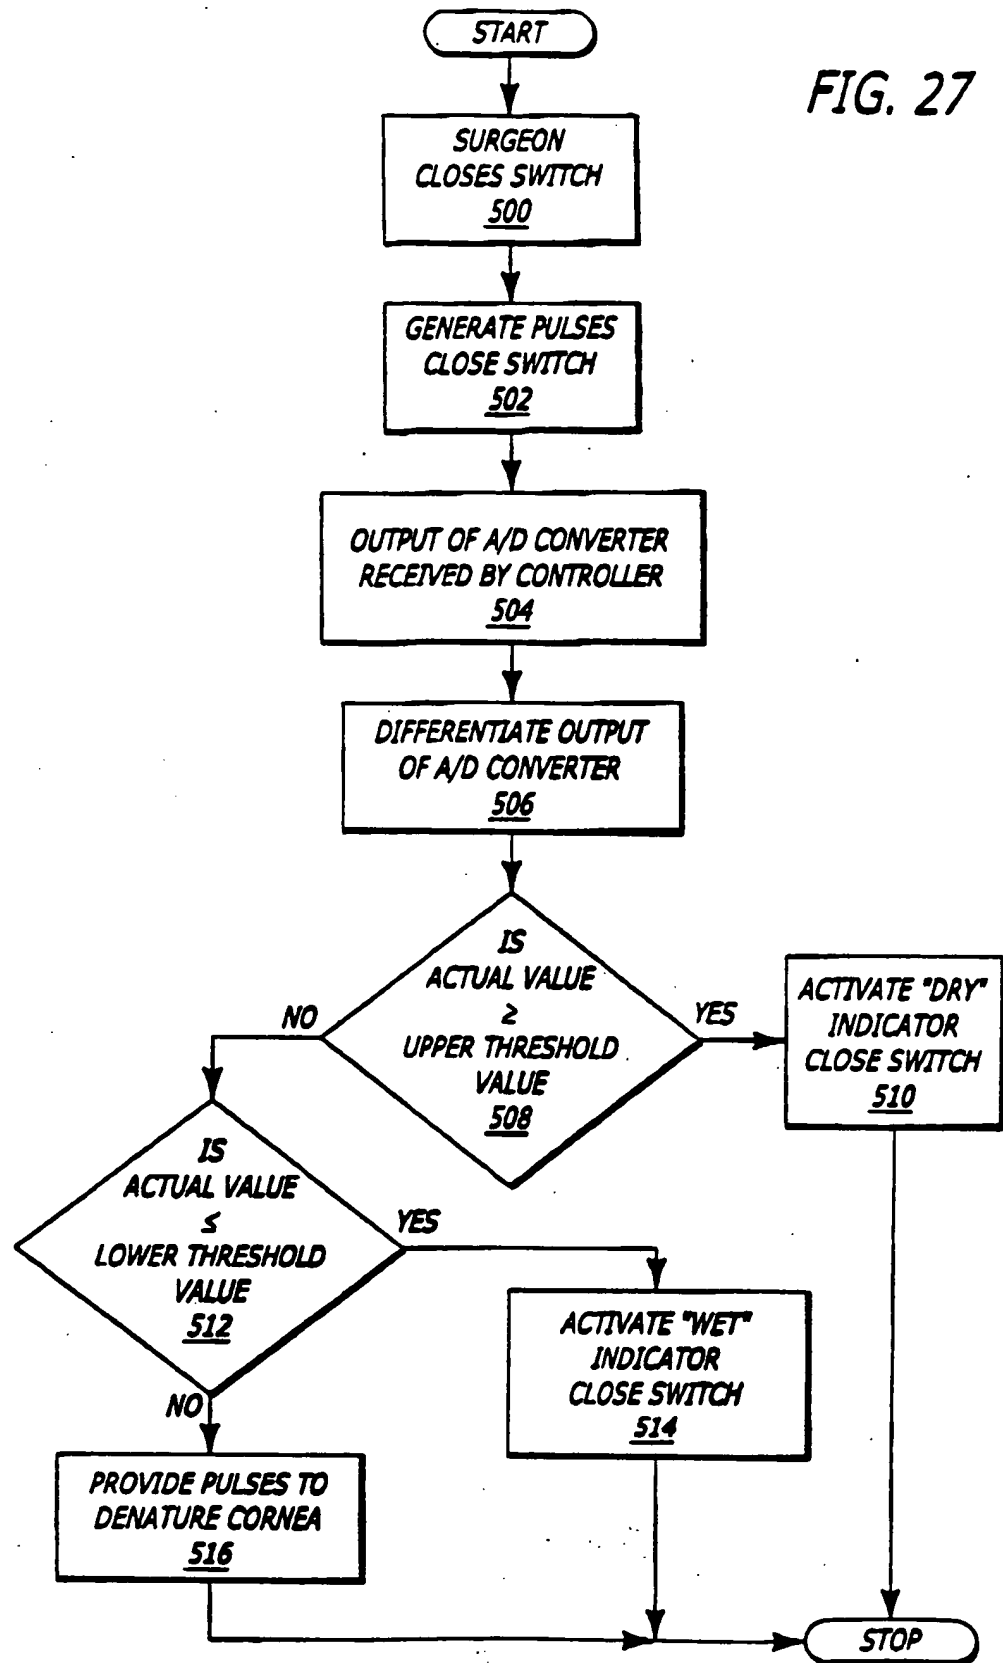 START
FIG. 27
SURGEON
CLOSES SWITCH
500
GENERATE PULSES
CLOSE SWITCH
502
OUTPUT OF A/D CONVERTER
RECEIVED BY CONTROLLER
504
DIFFERENTIATE OUTPUT
OF A/D CONVERTER
506
IS
ACTUAL VALUE
≥
UPPER THRESHOLD
VALUE
508
NO
YES
ACTIVATE "DRY"
INDICATOR
CLOSE SWITCH
510
IS
ACTUAL VALUE
≤
LOWER THRESHOLD
VALUE
512
YES
NO
ACTIVATE "WET"
INDICATOR
CLOSE SWITCH
514
PROVIDE PULSES TO
DENATURE CORNEA
516
STOP